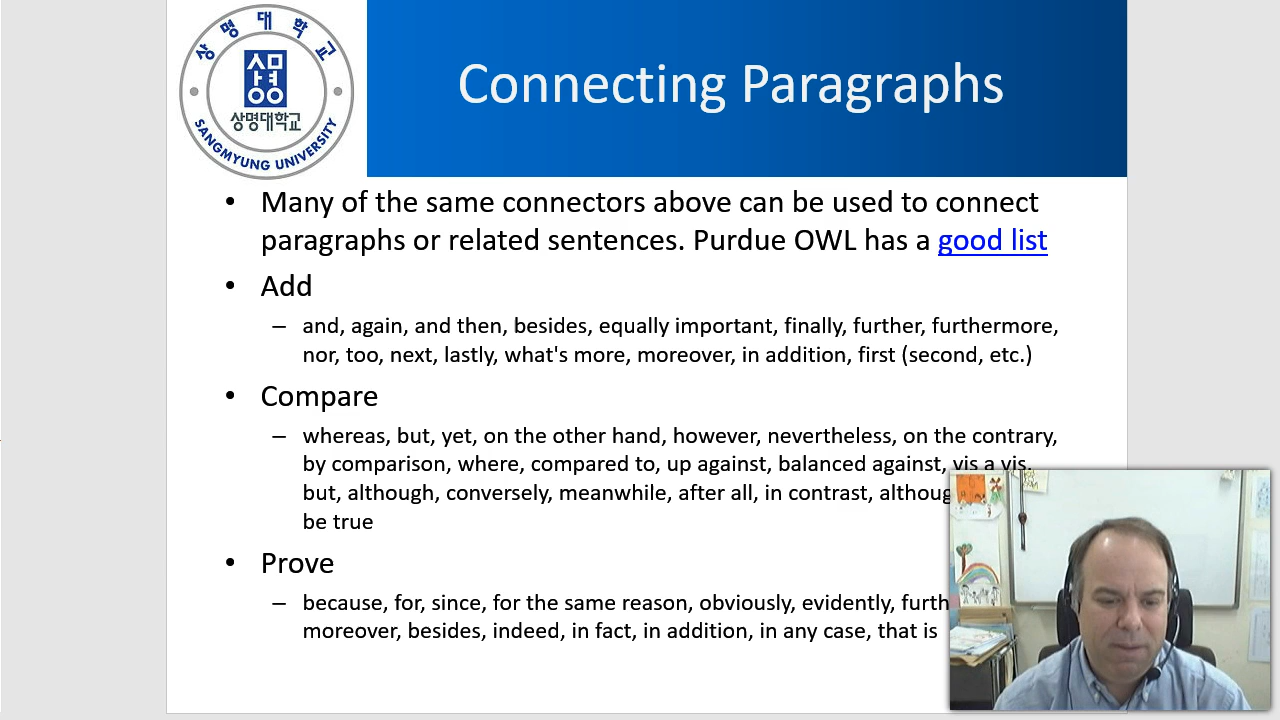 상명대학교
상명
상명대학교
SANGMYUNG UNIVERSITY
Connecting Paragraphs
• Many of the same connectors above can be used to connect
paragraphs or related sentences. Purdue OWL has a good list
• Add
– and, again, and then, besides, equally important, finally, further, furthermore,
nor, too, next, lastly, what's more, moreover, in addition, first (second, etc.)
• Compare
– whereas, but, yet, on the other hand, however, nevertheless, on the contrary,
by comparison, where, compared to, up against, balanced against, vis a vis,
but, although, conversely, meanwhile, after all, in contrast,
be true
• Prove
– because, for, since, for the same reason, obviously, evidently,
moreover, besides, indeed, in fact, in addition, in any case, that is